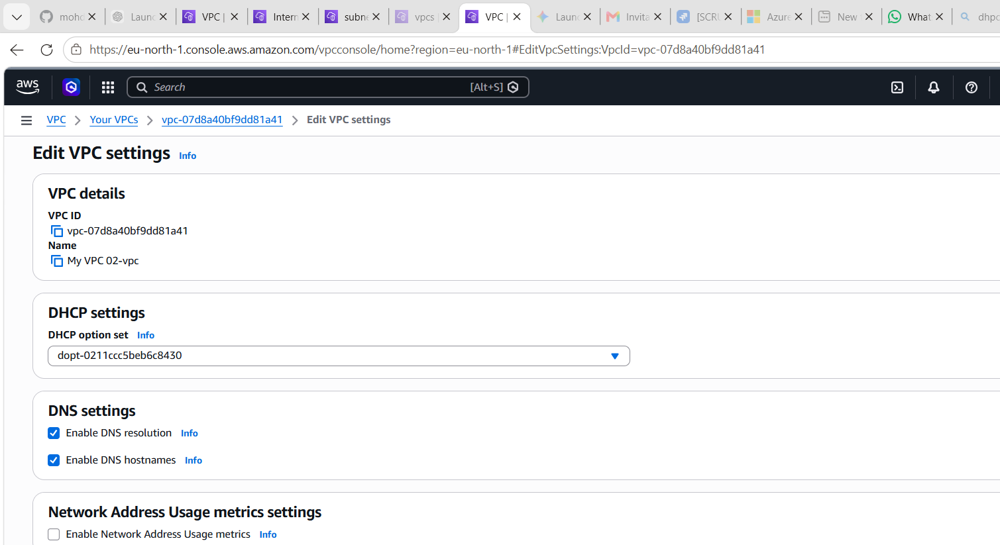 mohc Launc VPC | Intern subne vpcs | VPC | Launc Invita [SCRU Azure New What dhpc
https://eu-north-1.console.aws.amazon.com/vpcconsole/home?region=eu-north-1#EditVpcSettings:VpcId=vpc-07d8a40bf9dd81a41
aws Search [Alt+S]
VPC Your VPCs vpc-07d8a40bf9dd81a41 Edit VPC settings
Edit VPC settings Info
VPC details
VPC ID
vpc-07d8a40bf9dd81a41
Name
My VPC 02-vpc
DHCP settings
DHCP option set Info
dopt-0211ccc5beb6c8430
DNS settings
Enable DNS resolution Info
Enable DNS hostnames Info
Network Address Usage metrics settings
Enable Network Address Usage metrics Info